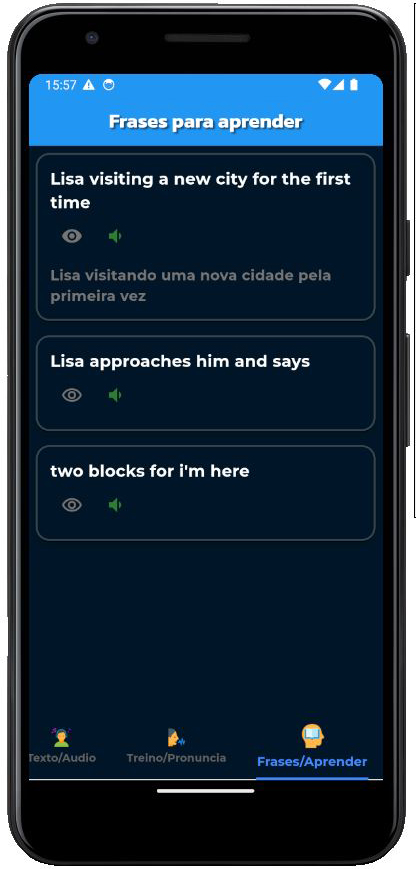 15:57
Frases para aprender
Lisa visiting a new city for the first
time
Lisa visitando uma nova cidade pela
primeira vez
Lisa approaches him and says
two blocks for i'm here
Texto/Audio
Treino/Pronuncia
Frases/Aprender